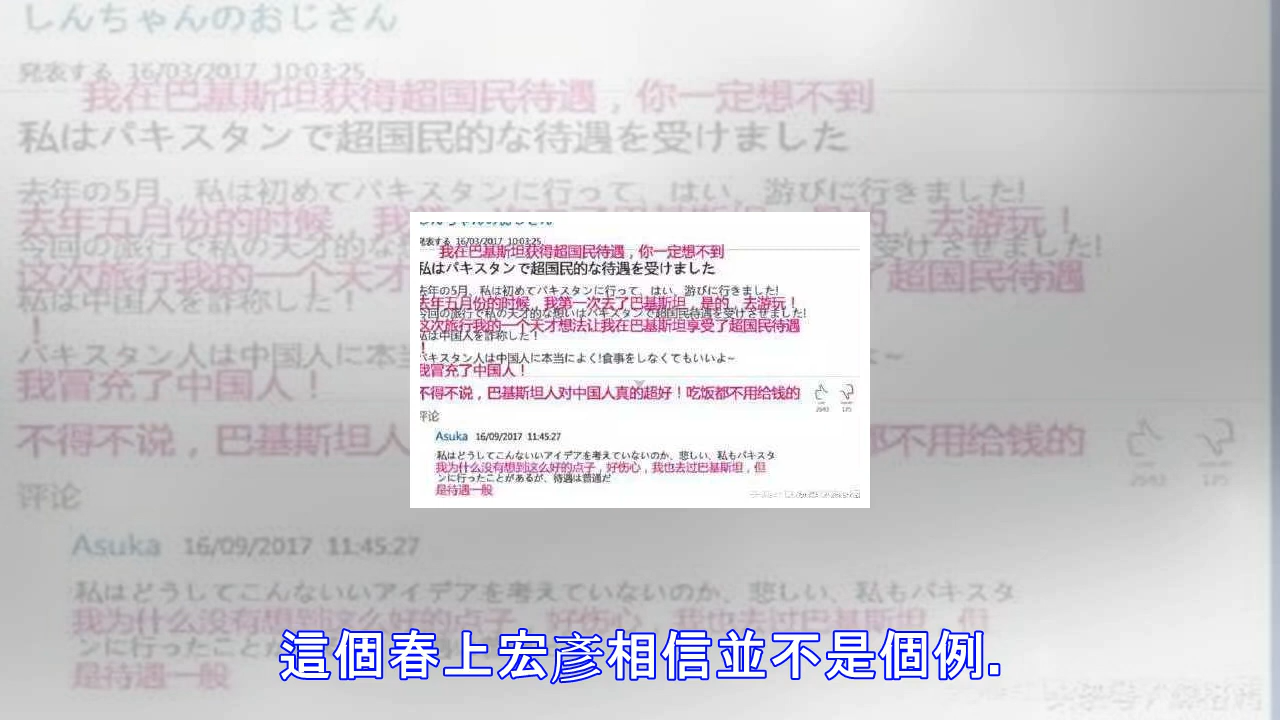 しんちゃんのおじさん
発表する 16/03/2017 10:03:25
我在巴基斯坦获得超国民待遇，你一定想不到
私はパキスタンで超国民的な待遇を受けました
去年の5月、私は初めてパキスタンに行って、はい、游びに行きました!
去年五月份的时候，我第一次去了巴基斯坦，是的，去游玩！
今回の旅行で私の天才的な想いはパキスタンで超国民待遇を受けさせました!
这次旅行我的一个天才想法让我在巴基斯坦享受了超国民待遇
！
私は中国人を詐称した！
パキスタン人は中国人に本当によく!食事をしなくてもいいよ~
我冒充了中国人！
不得不说，巴基斯坦人对中国人真的超好！吃饭都不用给钱的
2943 175
评论
Asuka 16/09/2017 11:45:27
私はどうしてこんないいアイデアを考えていないのか、悲しい、私もパキスタ
我为什么没有想到这么好的点子，好伤心，我也去过巴基斯坦，但
ンに行ったことがあるが、待遇は普通だ
是待遇一般
這個春上宏彥相信並不是個例.